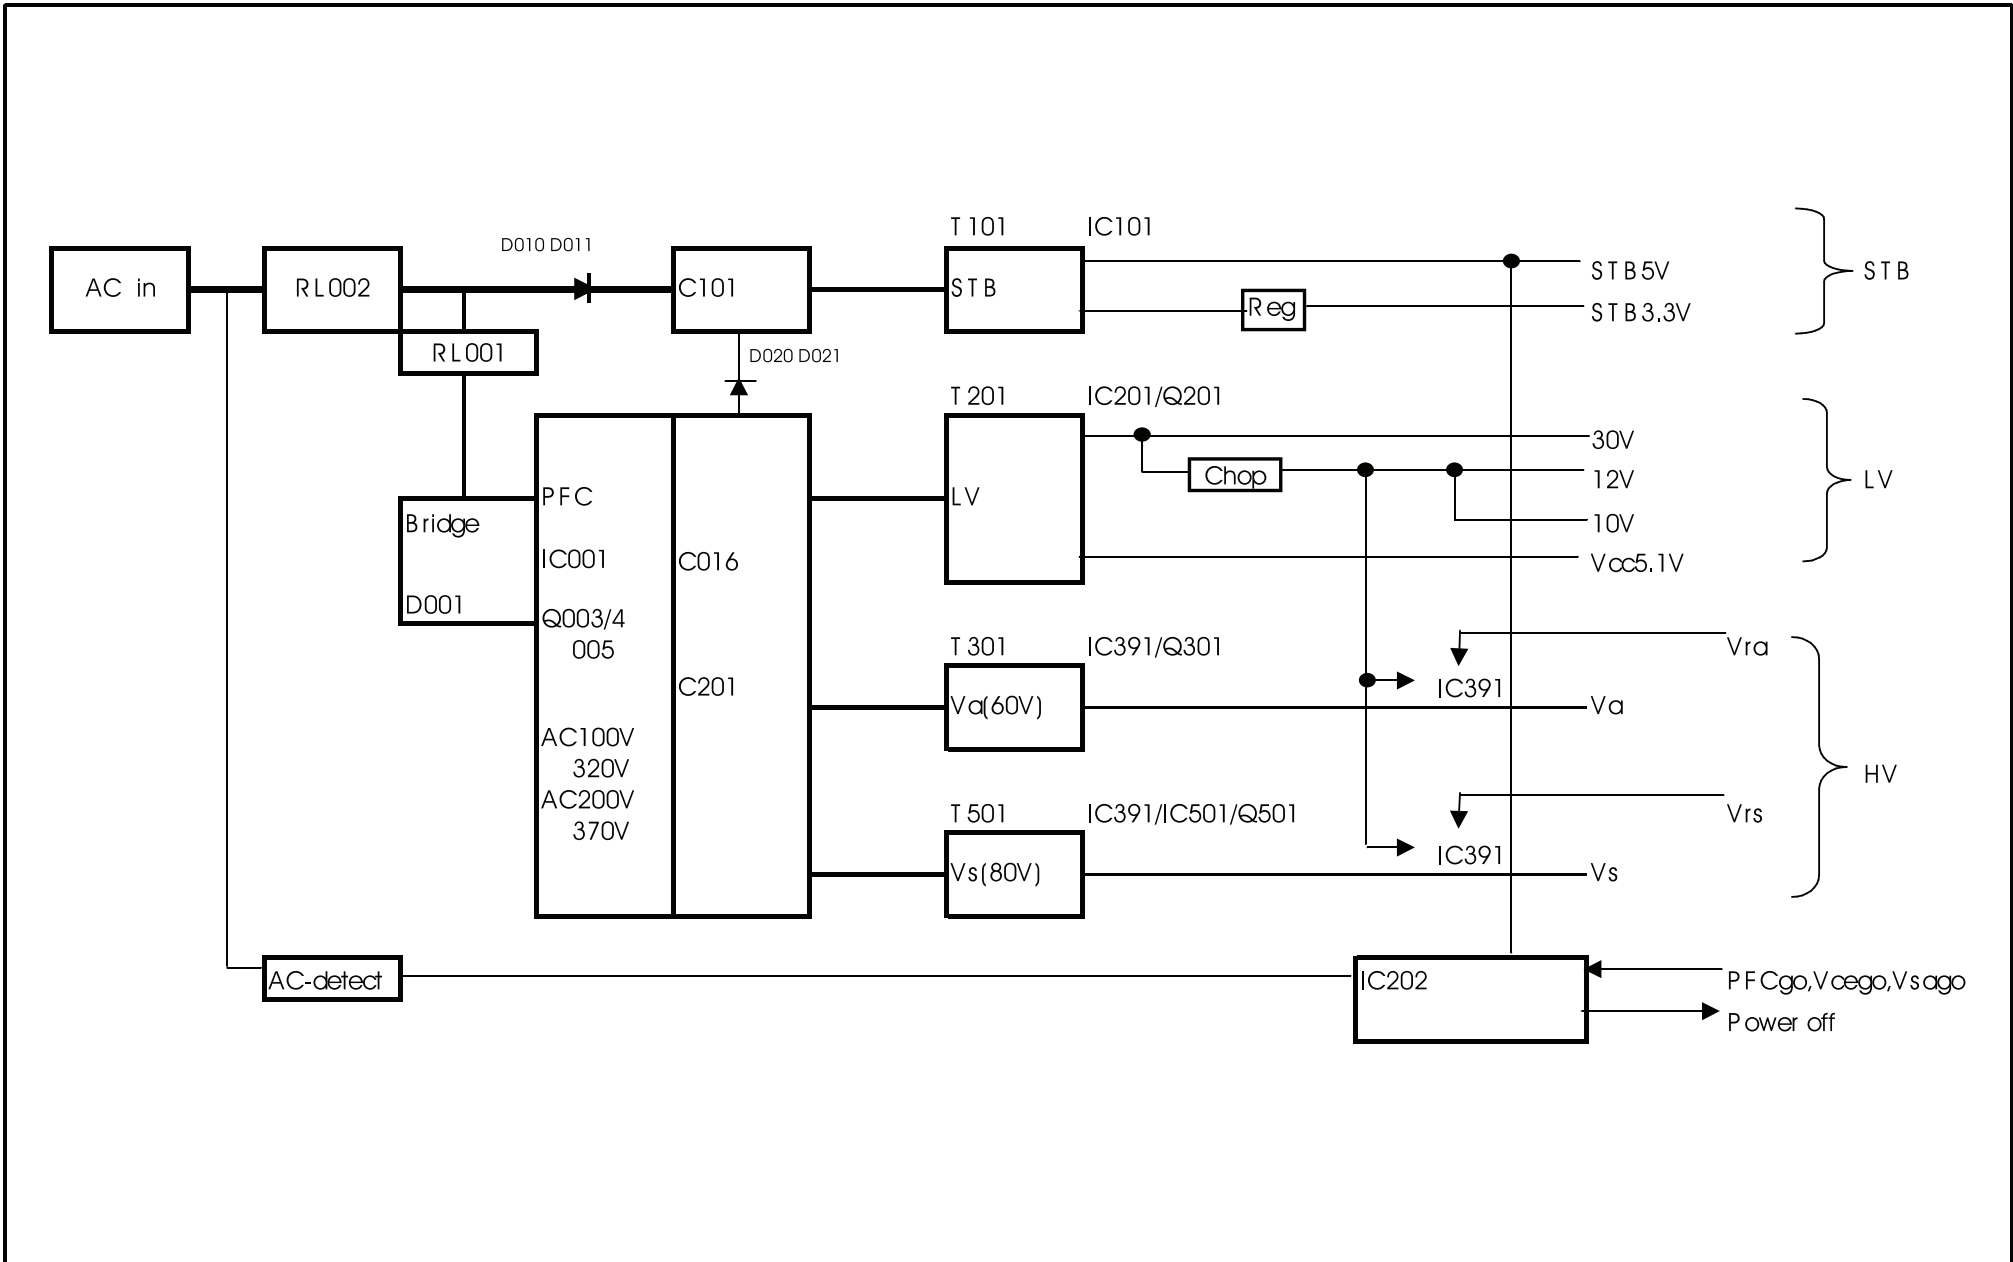 T101 IC101
D010 D011
AC in
RL002
C101
STB
STB5V
STB
Reg
STB3.3V
RL001
D020 D021
T201 IC201/Q201
30V
Chop
12V
LV
PFC
LV
Bridge
10V
IC001
C016
Vcc5.1V
D001
Q003/4
005
T301 IC391/Q301
Vra
C201
IC391
Va(60V)
Va
AC100V
320V
HV
AC200V
370V
T501 IC391/IC501/Q501
Vrs
IC391
Vs(80V)
Vs
AC-detect
IC202
PFCgo,Vcego,Vsago
Power off